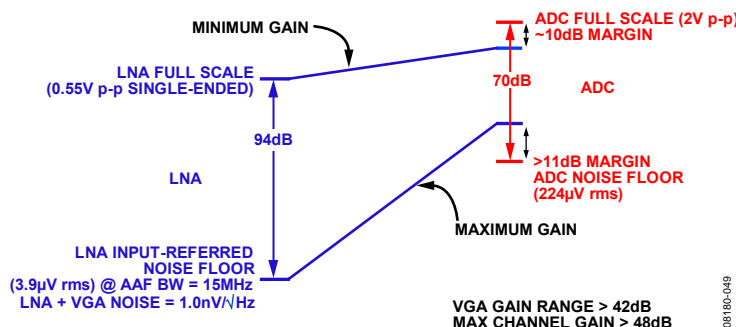 MINIMUM GAIN
ADC FULL SCALE (2V p-p)
~10dB MARGIN
LNA FULL SCALE
(0.55V p-p SINGLE-ENDED)
70dB
ADC
94dB
LNA
>11dB MARGIN
ADC NOISE FLOOR
(224µV rms)
MAXIMUM GAIN
LNA INPUT-REFERRED
NOISE FLOOR
(3.9µV rms) @ AAF BW = 15MHz
LNA + VGA NOISE = 1.0nV/√Hz
VGA GAIN RANGE > 42dB
MAX CHANNEL GAIN > 48dB
08180-049